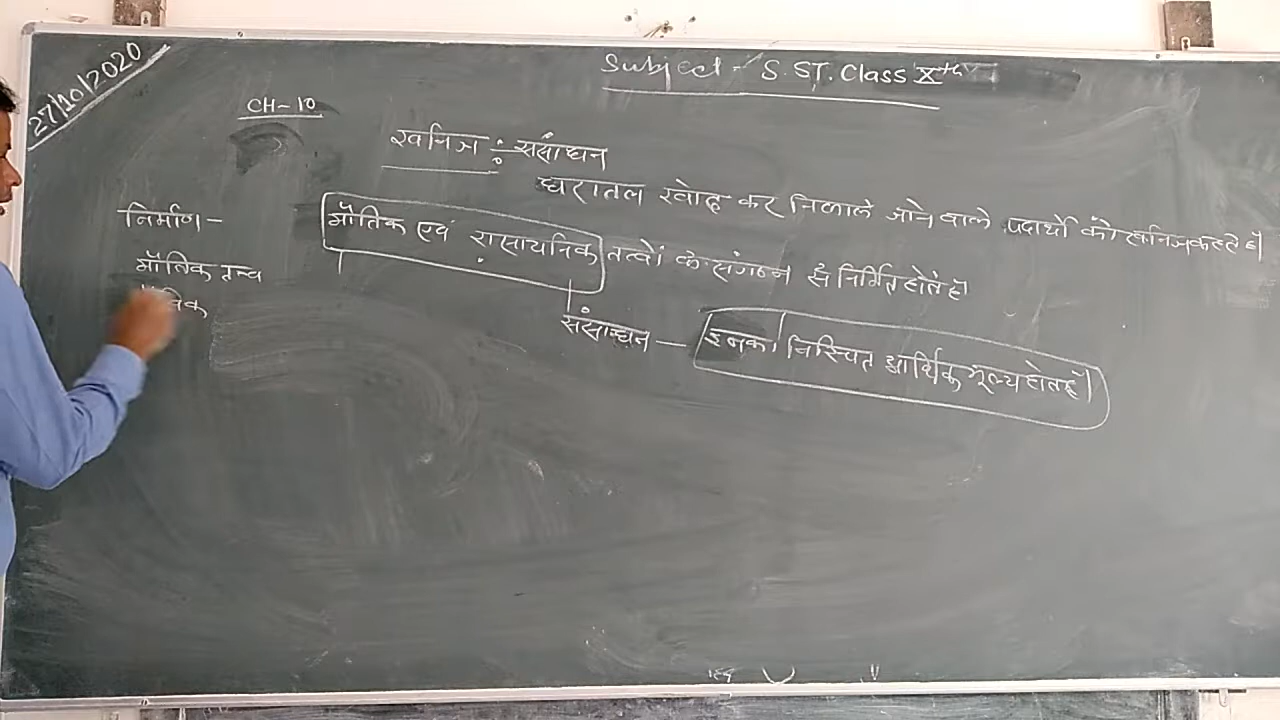 27/10/2020
Subject - S.ST. Class Xth
CH-10
खनिज ÷ संसाधन
धरातल खोद कर निकाले जाने वाले पदार्थों को खनिज कहते हैं
भौतिक एवं रासायनिक तत्वों के संगठन से निर्मित होते हैं
संसाधन — इनका निश्चित आर्थिक मूल्य होता है।
निर्माण -
भौतिक तत्व